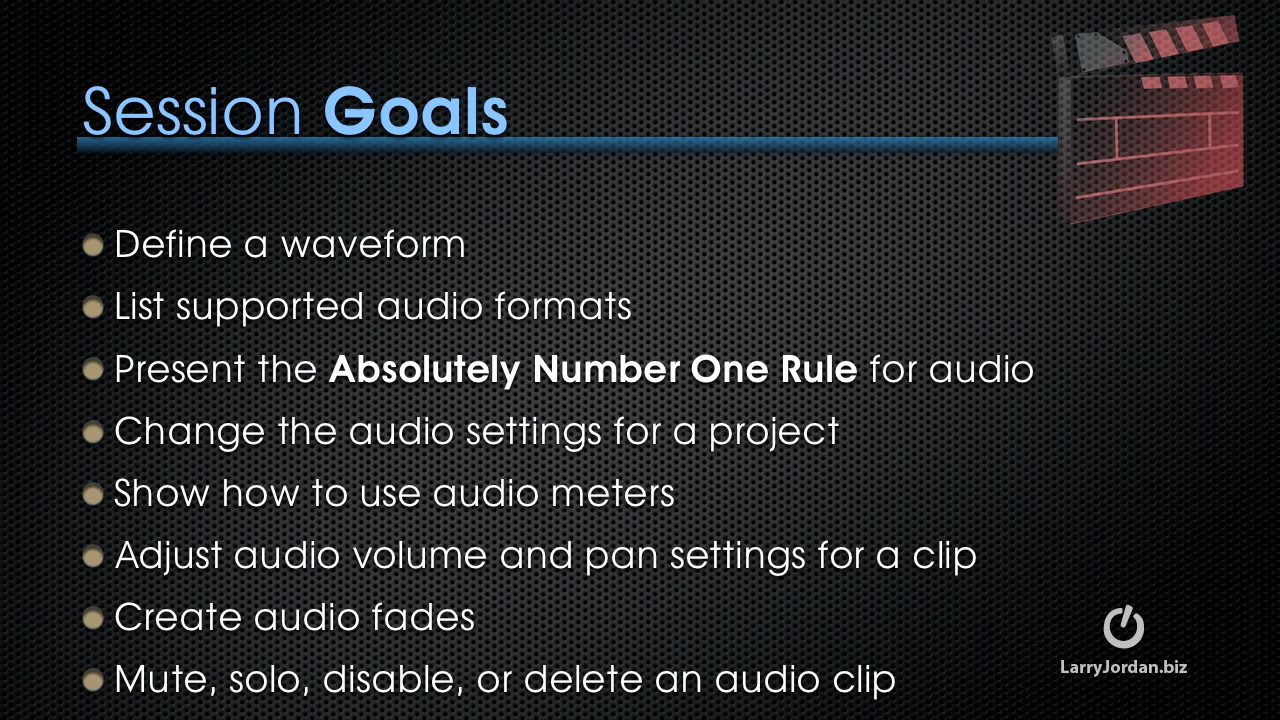 Session Goals
Define a waveform
List supported audio formats
Present the Absolutely Number One Rule for audio
Change the audio settings for a project
Show how to use audio meters
Adjust audio volume and pan settings for a clip
Create audio fades
Mute, solo, disable, or delete an audio clip
LarryJordan.biz